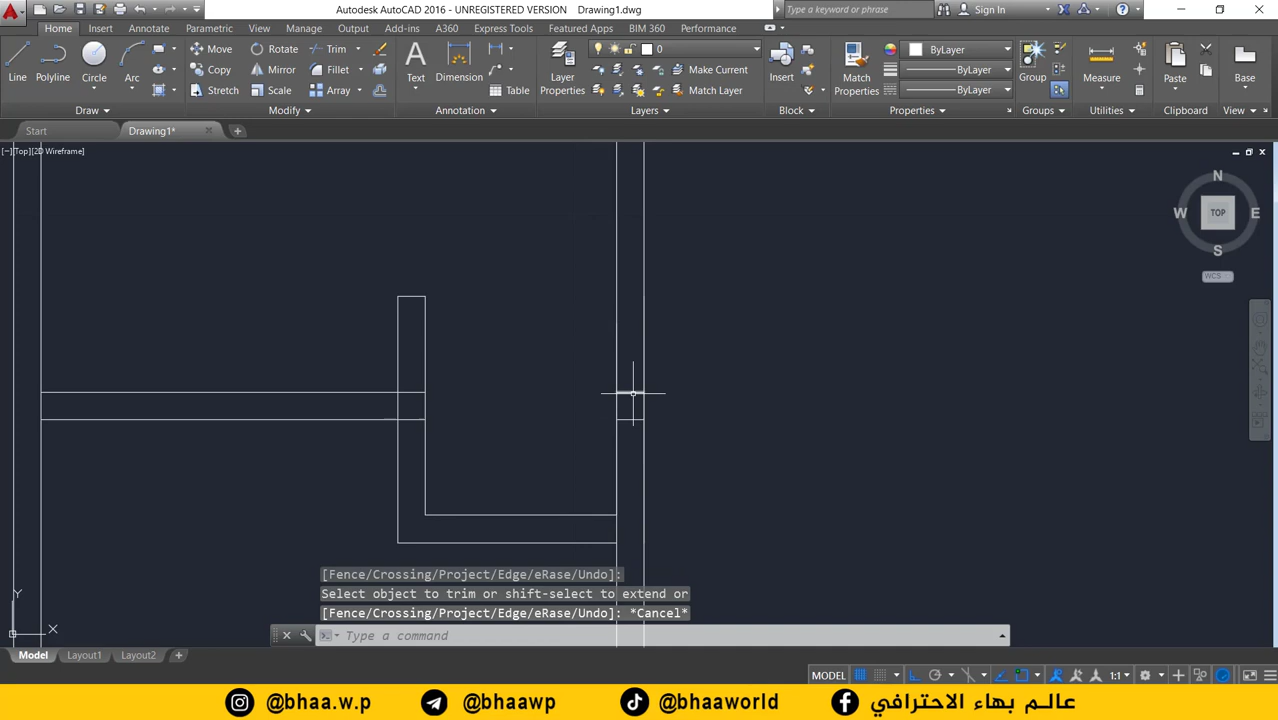 Autodesk AutoCAD 2016 - UNREGISTERED VERSION Drawing1.dwg
Type a keyword or phrase
Sign In
Home Insert Annotate Parametric View Manage Output Add-ins A360 Express Tools Featured Apps BIM 360 Performance
Line Polyline Circle Arc
Move Rotate Trim
Copy Mirror Fillet
Stretch Scale Array
Text Dimension Table
Layer Properties
0
Make Current
Match Layer
Insert
Match Properties
ByLayer
ByLayer
ByLayer
Group
Measure
Paste
Base
Draw Modify Annotation Layers Block Properties Groups Utilities Clipboard View
Start Drawing1*
[−][Top][2D Wireframe]
N
W TOP E
S
WCS
Y
X
[Fence/Crossing/Project/Edge/eRase/Undo]:
Select object to trim or shift-select to extend or
[Fence/Crossing/Project/Edge/eRase/Undo]: *Cancel*
Type a command
Model Layout1 Layout2
MODEL 1:1
@bhaa.w.p @bhaawp @bhaaworld عالم بهاء الاحترافي